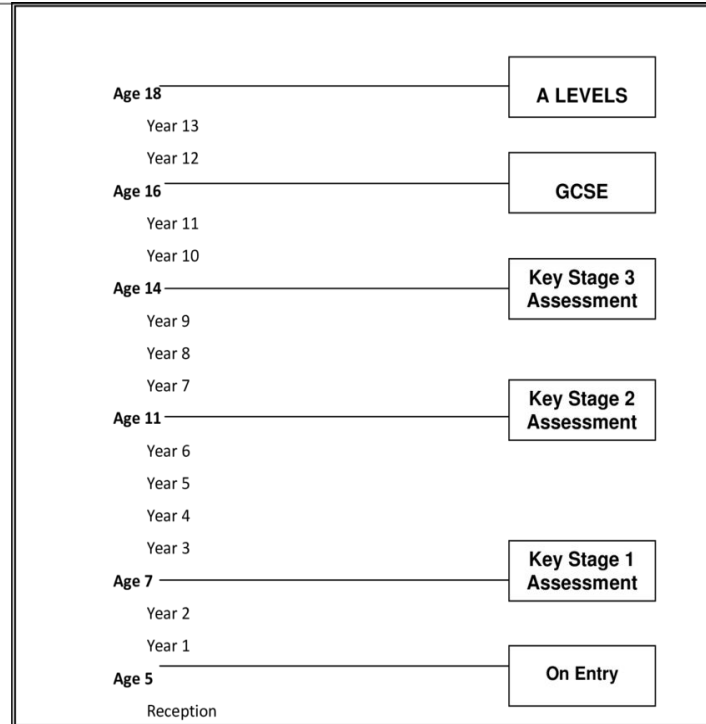 Age 18
A LEVELS
Year 13
Year 12
Age 16
GCSE
Year 11
Year 10
Age 14
Key Stage 3
Assessment
Year 9
Year 8
Year 7
Age 11
Key Stage 2
Assessment
Year 6
Year 5
Year 4
Year 3
Age 7
Key Stage 1
Assessment
Year 2
Year 1
Age 5
On Entry
Reception